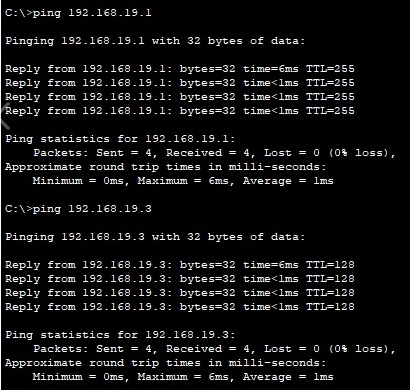 C:\>ping 192.168.19.1
Pinging 192.168.19.1 with 32 bytes of data:
Reply from 192.168.19.1: bytes=32 time=6ms TTL=255
Reply from 192.168.19.1: bytes=32 time<1ms TTL=255
Reply from 192.168.19.1: bytes=32 time<1ms TTL=255
Reply from 192.168.19.1: bytes=32 time<1ms TTL=255
Ping statistics for 192.168.19.1:
    Packets: Sent = 4, Received = 4, Lost = 0 (0% loss),
Approximate round trip times in milli-seconds:
    Minimum = 0ms, Maximum = 6ms, Average = 1ms
C:\>ping 192.168.19.3
Pinging 192.168.19.3 with 32 bytes of data:
Reply from 192.168.19.3: bytes=32 time=6ms TTL=128
Reply from 192.168.19.3: bytes=32 time<1ms TTL=128
Reply from 192.168.19.3: bytes=32 time<1ms TTL=128
Reply from 192.168.19.3: bytes=32 time<1ms TTL=128
Ping statistics for 192.168.19.3:
    Packets: Sent = 4, Received = 4, Lost = 0 (0% loss),
Approximate round trip times in milli-seconds:
    Minimum = 0ms, Maximum = 6ms, Average = 1ms